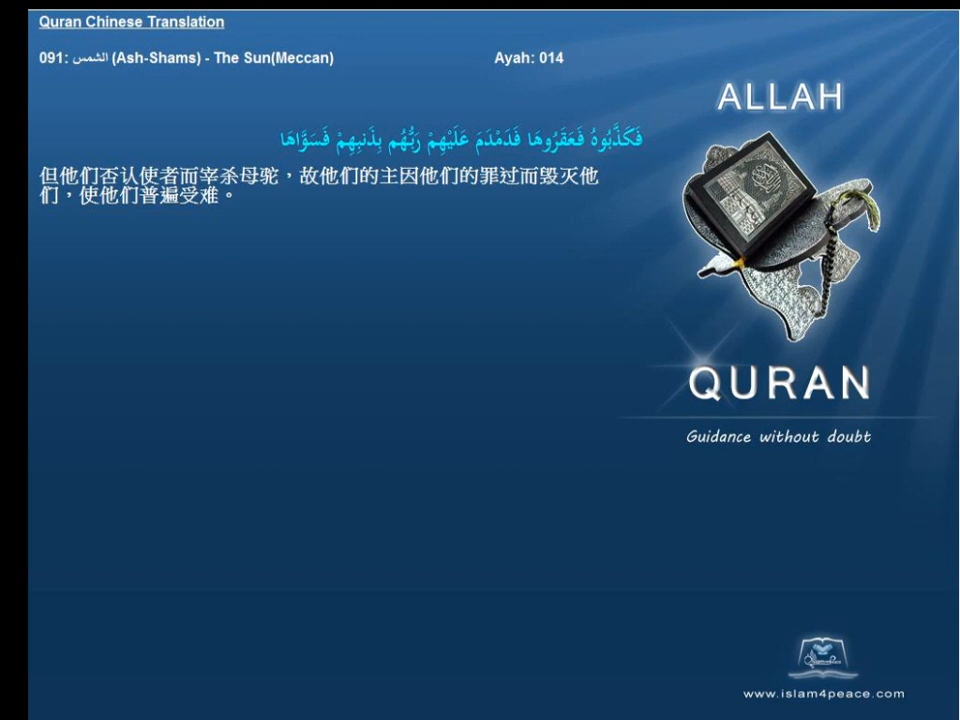 Quran Chinese Translation
091: الشمس (Ash-Shams) - The Sun(Meccan) Ayah: 014
ALLAH
فَكَذَّبُوهُ فَعَقَرُوهَا فَدَمْدَمَ عَلَيْهِمْ رَبُّهُم بِذَنبِهِمْ فَسَوَّاهَا
但他们否认使者而宰杀母驼，故他们的主因他们的罪过而毁灭他
们，使他们普遍受难。
QURAN
Guidance without doubt
www.islam4peace.com